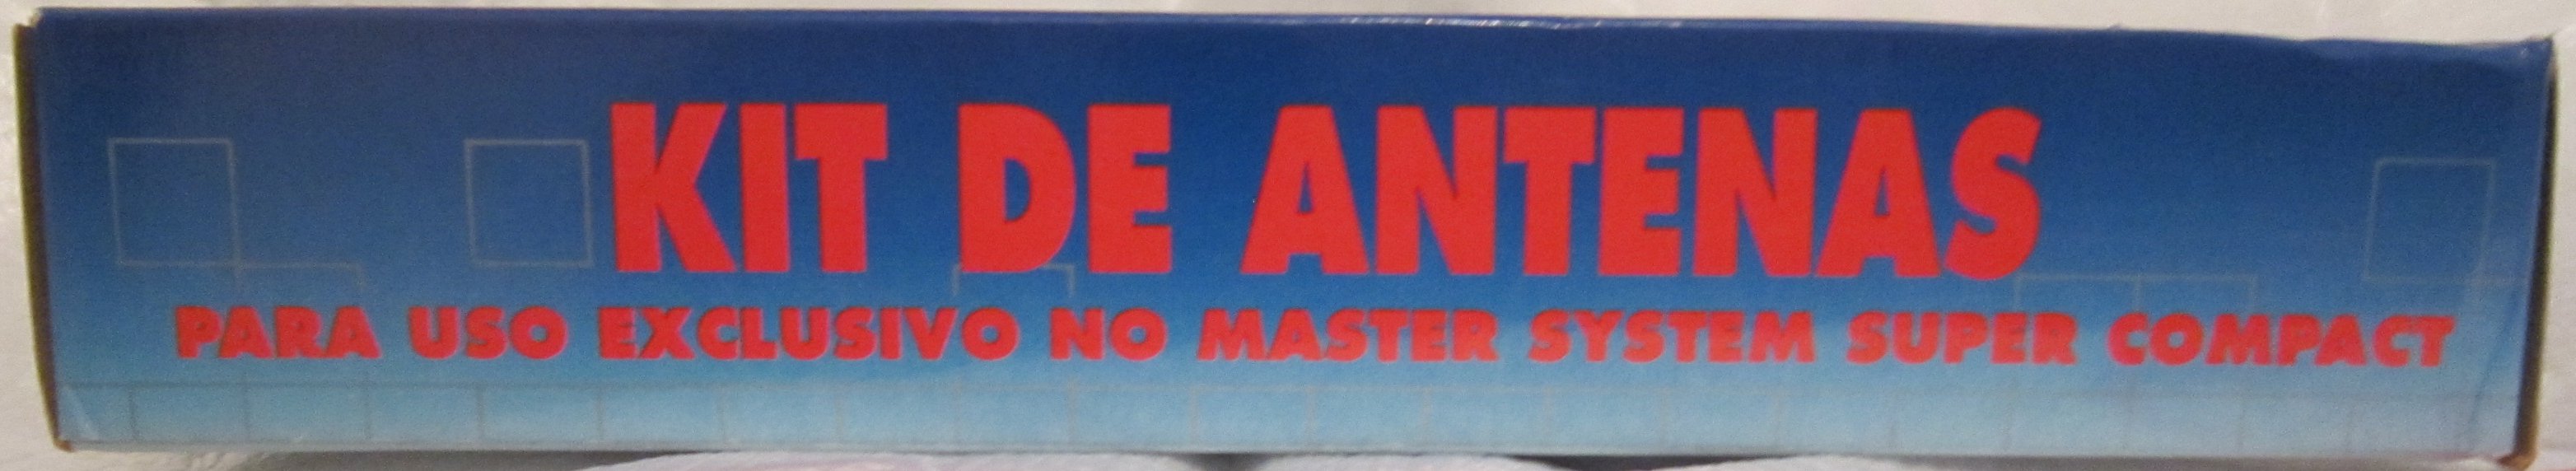 KIT DE ANTENAS
PARA USO EXCLUSIVO NO MASTER SYSTEM SUPER COMPACT